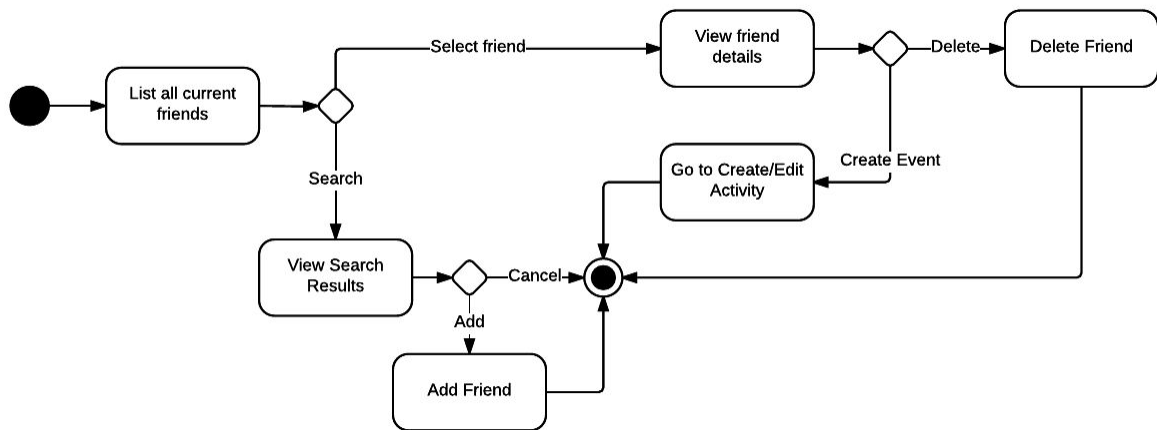 Select friend
View friend
details
Delete
Delete Friend
List all current
friends
Search
Go to Create/Edit
Activity
Create Event
View Search
Results
Cancel
Add
Add Friend